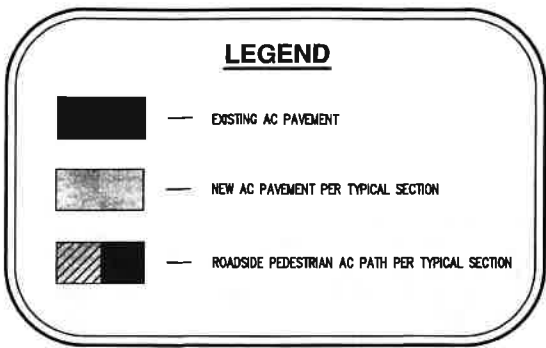 LEGEND
— EXISTING AC PAVEMENT
— NEW AC PAVEMENT PER TYPICAL SECTION
— ROADSIDE PEDESTRIAN AC PATH PER TYPICAL SECTION